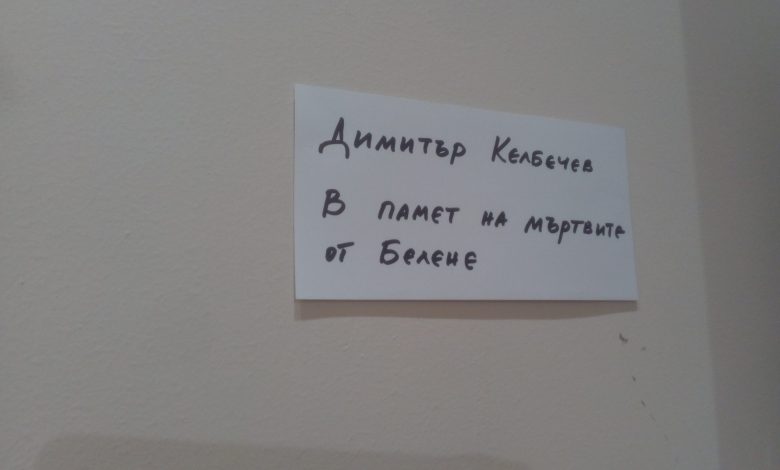 Димитър Келбечев
В памет на мъртвите
от Белене